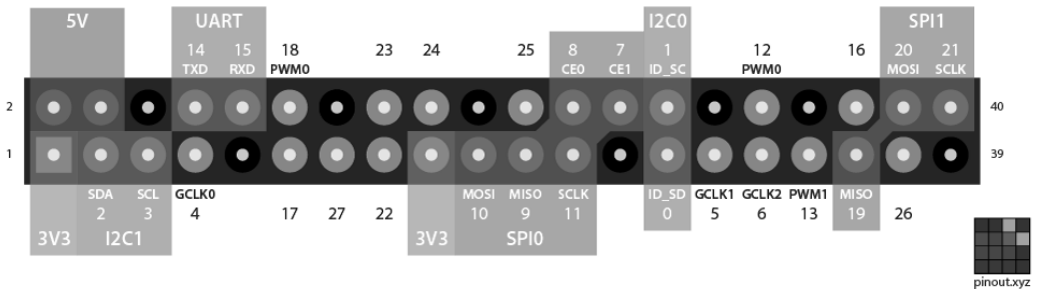 5V UART I2C0 SPI1
14 15 18 23 24 25 8 7 1 12 16 20 21
TXD RXD PWM0 CE0 CE1 ID_SC PWM0 MOSI SCLK
2 40
1 39
SDA SCL GCLK0 MOSI MISO SCLK ID_SD GCLK1 GCLK2 PWM1 MISO
2 3 4 17 27 22 10 9 11 0 5 6 13 19 26
3V3 I2C1 3V3 SPI0
pinout.xyz